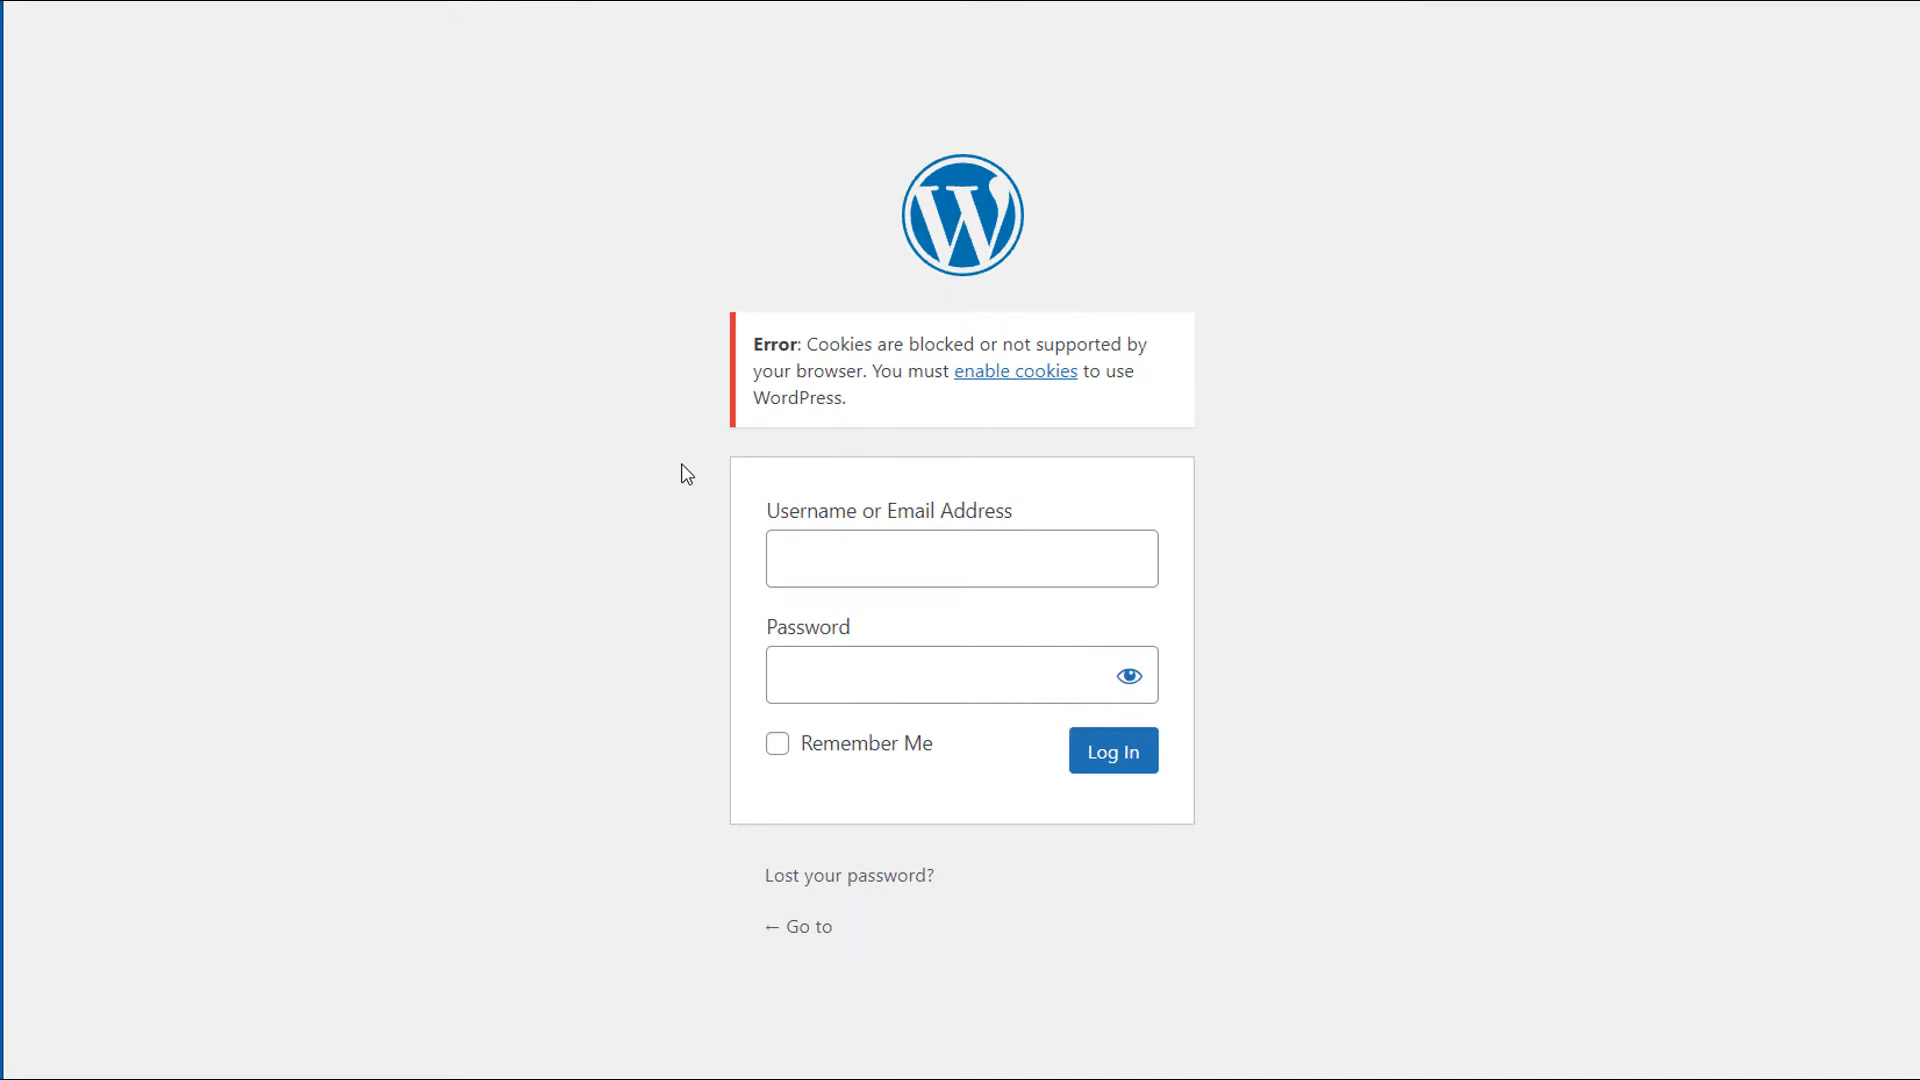 Error: Cookies are blocked or not supported by
your browser. You must enable cookies to use
WordPress.
Username or Email Address
Password
Remember Me
Log In
Lost your password?
← Go to